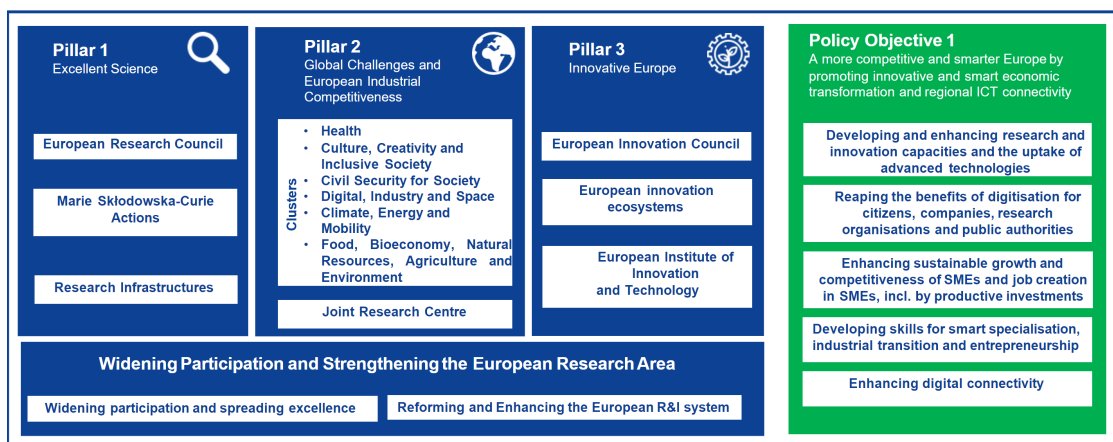 Pillar 1
Excellent Science
European Research Council
Marie Skłodowska-Curie
Actions
Research Infrastructures
Pillar 2
Global Challenges and
European Industrial
Competitiveness
Clusters
• Health
• Culture, Creativity and
Inclusive Society
• Civil Security for Society
• Digital, Industry and Space
• Climate, Energy and
Mobility
• Food, Bioeconomy, Natural
Resources, Agriculture and
Environment
Joint Research Centre
Pillar 3
Innovative Europe
European Innovation Council
European innovation
ecosystems
European Institute of
Innovation
and Technology
Widening Participation and Strengthening the European Research Area
Widening participation and spreading excellence
Reforming and Enhancing the European R&I system
Policy Objective 1
A more competitive and smarter Europe by
promoting innovative and smart economic
transformation and regional ICT connectivity
Developing and enhancing research and
innovation capacities and the uptake of
advanced technologies
Reaping the benefits of digitisation for
citizens, companies, research
organisations and public authorities
Enhancing sustainable growth and
competitiveness of SMEs and job creation
in SMEs, incl. by productive investments
Developing skills for smart specialisation,
industrial transition and entrepreneurship
Enhancing digital connectivity